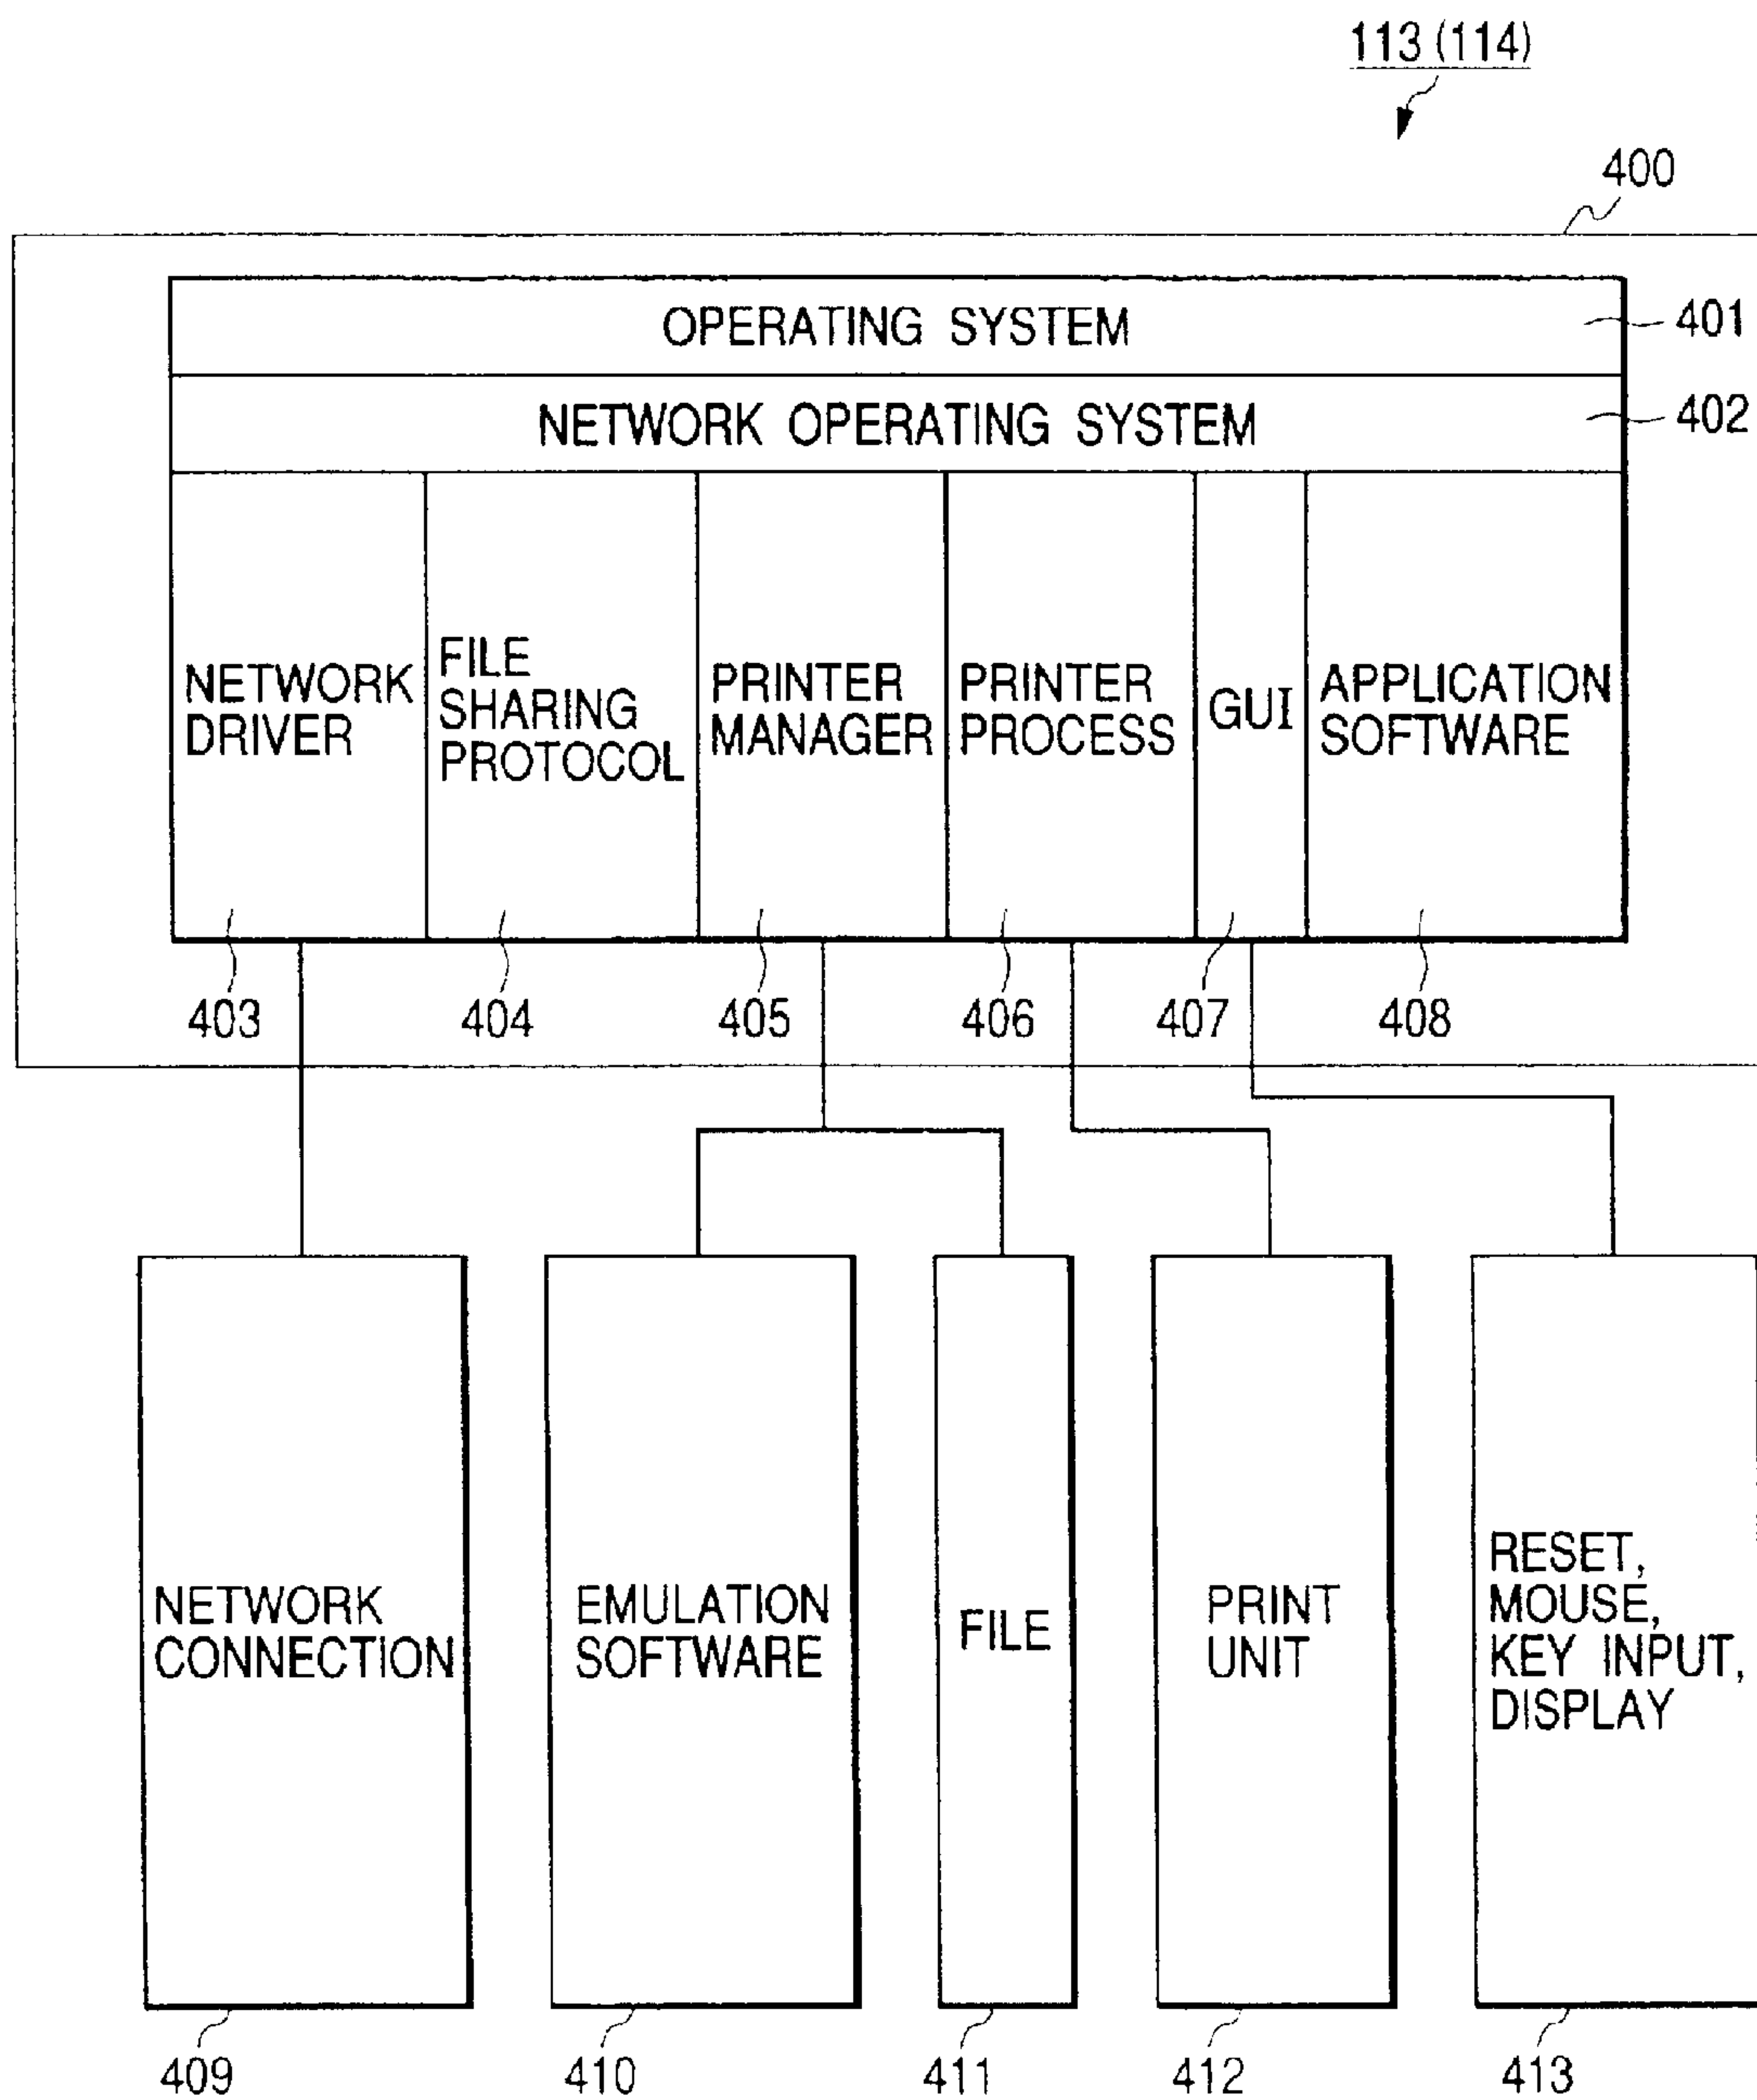 113 (114)
400
OPERATING SYSTEM
401
NETWORK OPERATING SYSTEM
402
NETWORK
DRIVER
FILE
SHARING
PROTOCOL
PRINTER
MANAGER
PRINTER
PROCESS
GUI
APPLICATION
SOFTWARE
403
404
405
406
407
408
NETWORK
CONNECTION
EMULATION
SOFTWARE
FILE
PRINT
UNIT
RESET,
MOUSE,
KEY INPUT,
DISPLAY
409
410
411
412
413